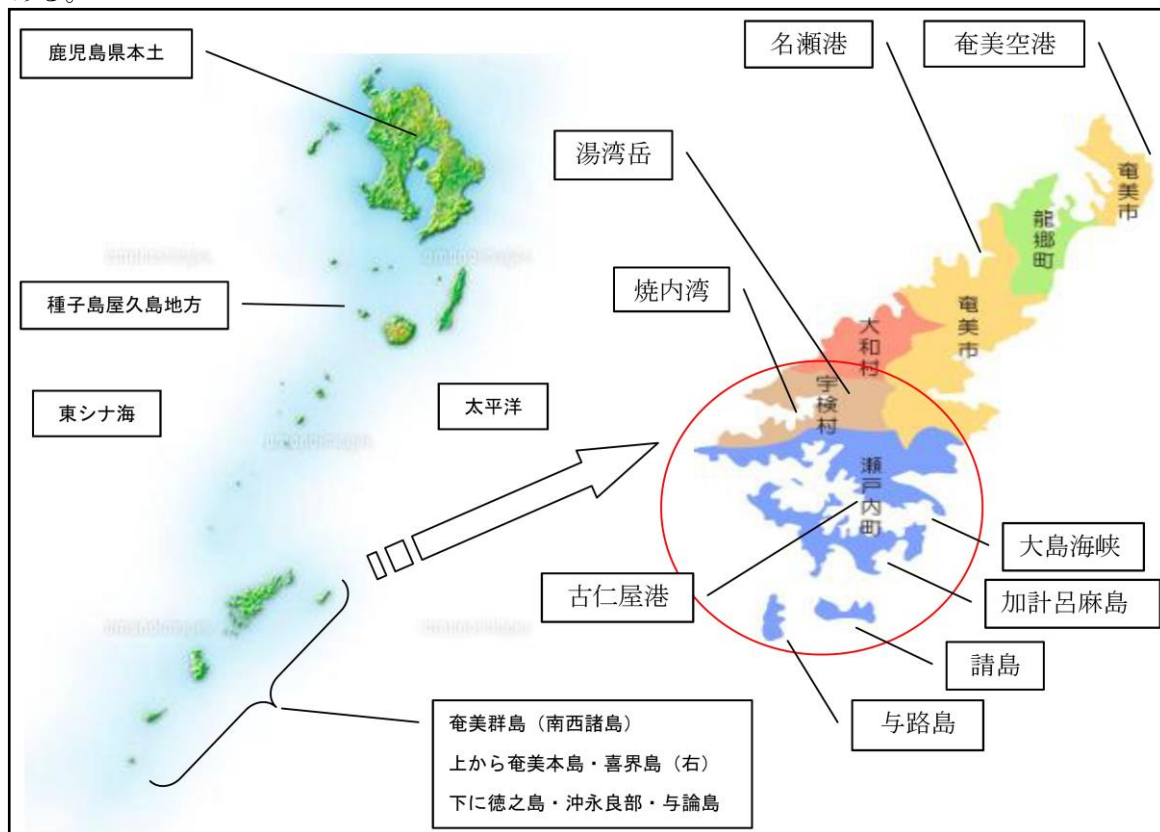 鹿児島県本土
名瀬港
奄美空港
湯湾岳
奄美市
龍郷町
焼内湾
種子島屋久島地方
奄美市
大和村
東シナ海
太平洋
宇検村
瀬戸内町
大島海峡
古仁屋港
加計呂麻島
請島
与路島
奄美群島（南西諸島）
上から奄美本島・喜界島（右）
下に徳之島・沖永良部・与論島